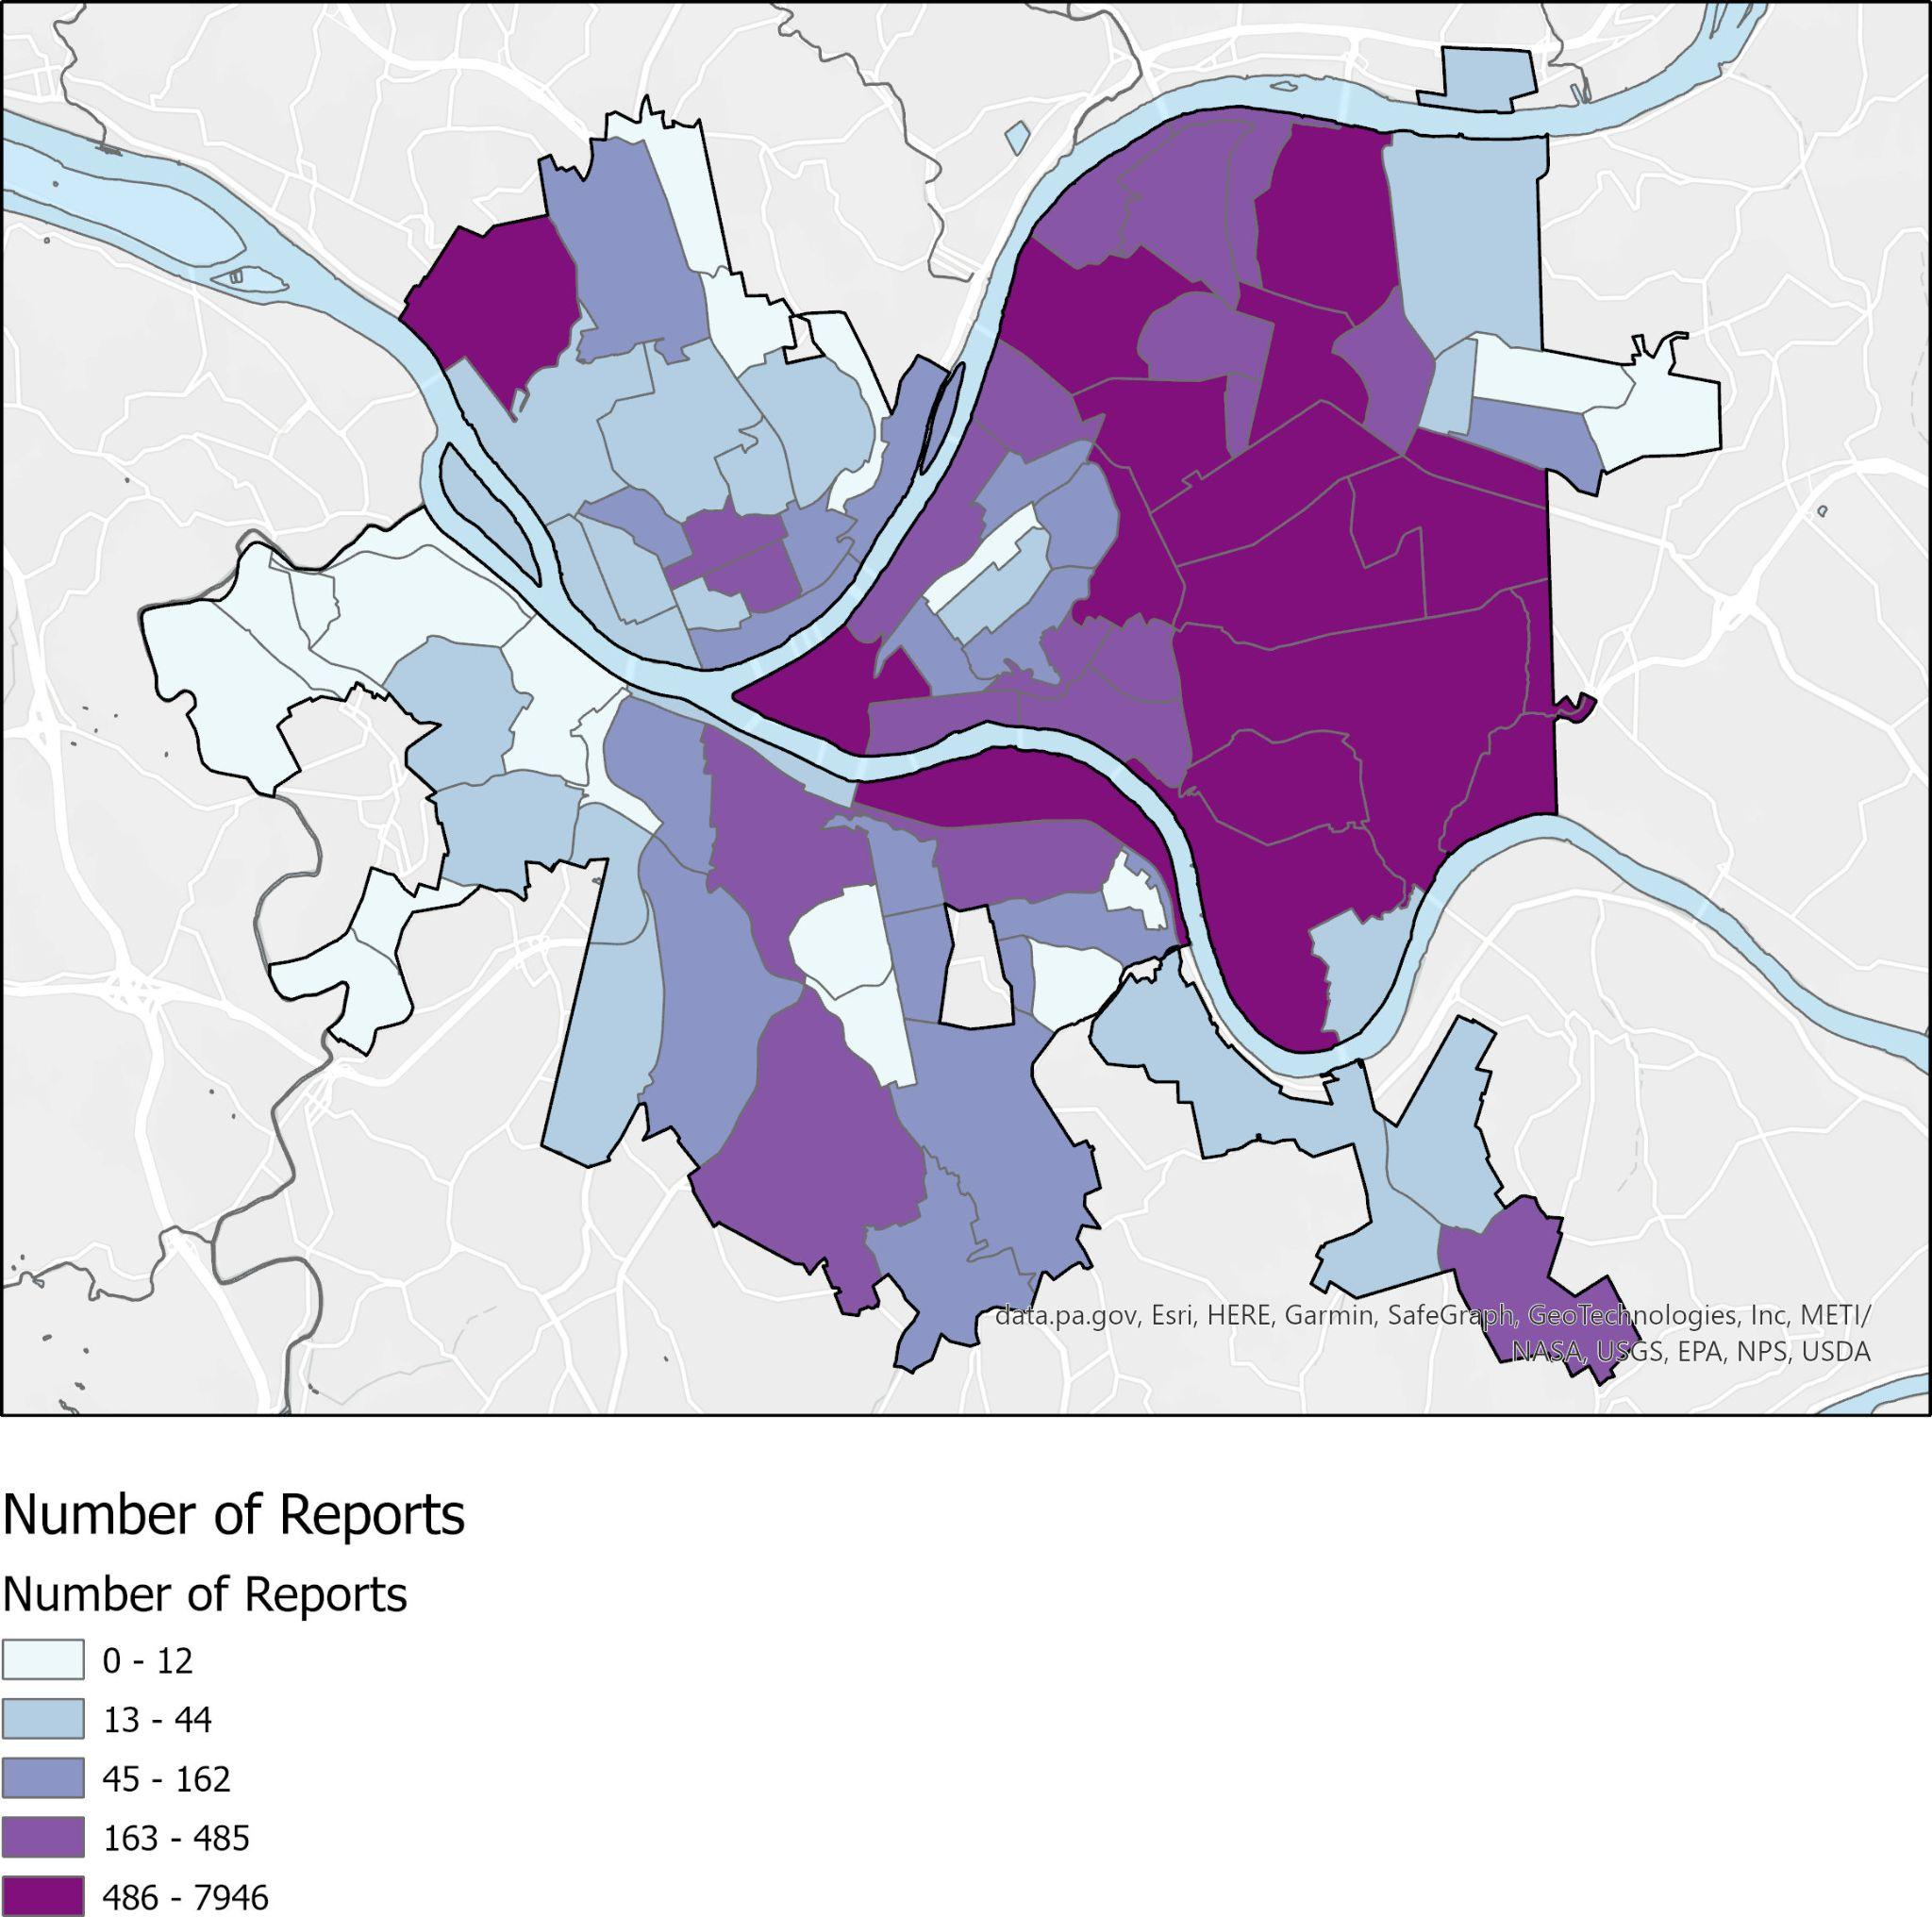 data.pa.gov, Esri, HERE, Garmin, SafeGraph, GeoTechnologies, Inc, METI/
NASA, USGS, EPA, NPS, USDA
Number of Reports
Number of Reports
0 - 12
13 - 44
45 - 162
163 - 485
486 - 7946